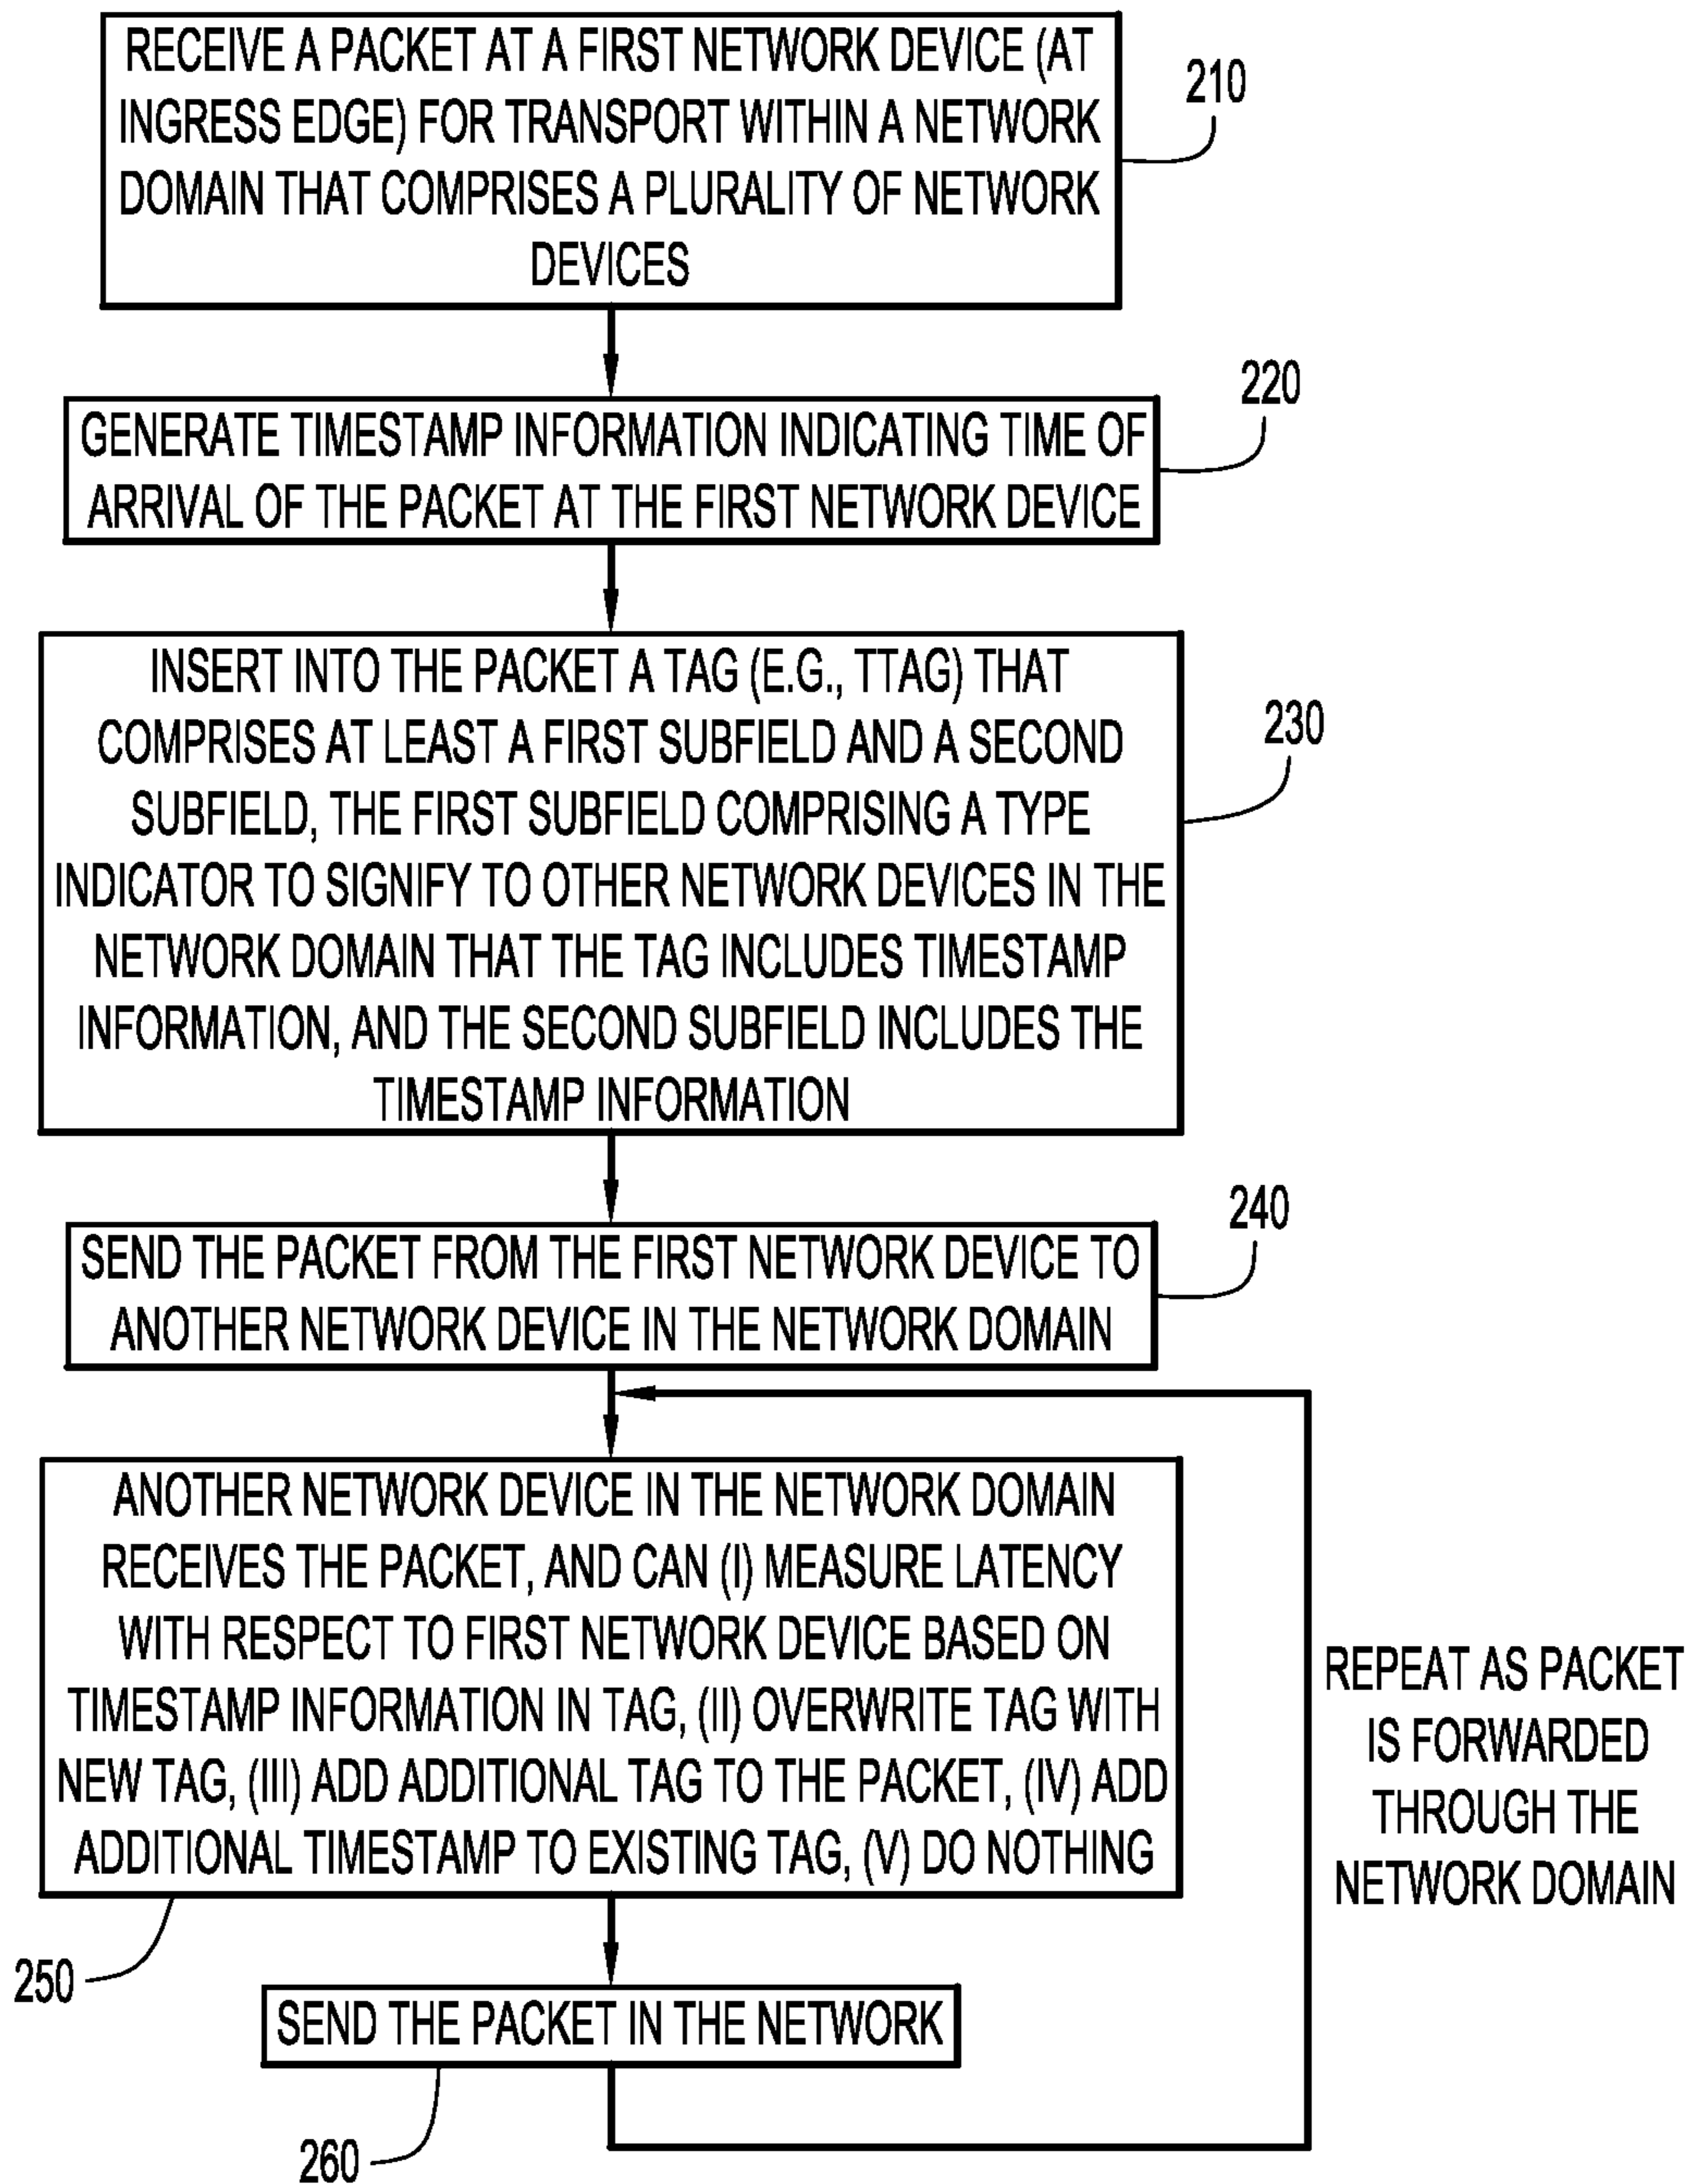 RECEIVE A PACKET AT A FIRST NETWORK DEVICE (AT
INGRESS EDGE) FOR TRANSPORT WITHIN A NETWORK
DOMAIN THAT COMPRISES A PLURALITY OF NETWORK
DEVICES
210
GENERATE TIMESTAMP INFORMATION INDICATING TIME OF
ARRIVAL OF THE PACKET AT THE FIRST NETWORK DEVICE
220
INSERT INTO THE PACKET A TAG (E.G., TTAG) THAT
COMPRISES AT LEAST A FIRST SUBFIELD AND A SECOND
SUBFIELD, THE FIRST SUBFIELD COMPRISING A TYPE
INDICATOR TO SIGNIFY TO OTHER NETWORK DEVICES IN THE
NETWORK DOMAIN THAT THE TAG INCLUDES TIMESTAMP
INFORMATION, AND THE SECOND SUBFIELD INCLUDES THE
TIMESTAMP INFORMATION
230
SEND THE PACKET FROM THE FIRST NETWORK DEVICE TO
ANOTHER NETWORK DEVICE IN THE NETWORK DOMAIN
240
ANOTHER NETWORK DEVICE IN THE NETWORK DOMAIN
RECEIVES THE PACKET, AND CAN (I) MEASURE LATENCY
WITH RESPECT TO FIRST NETWORK DEVICE BASED ON
TIMESTAMP INFORMATION IN TAG, (II) OVERWRITE TAG WITH
NEW TAG, (III) ADD ADDITIONAL TAG TO THE PACKET, (IV) ADD
ADDITIONAL TIMESTAMP TO EXISTING TAG, (V) DO NOTHING
250
REPEAT AS PACKET
IS FORWARDED
THROUGH THE
NETWORK DOMAIN
SEND THE PACKET IN THE NETWORK
260